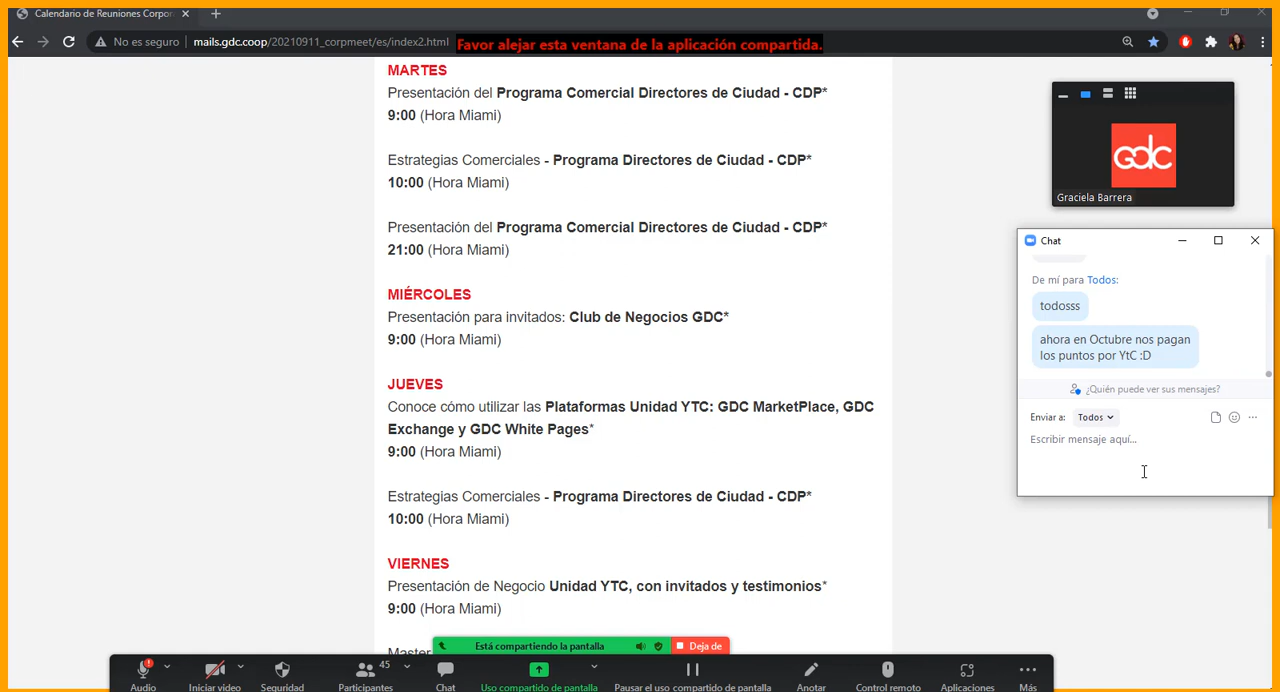 Calendario de Reuniones Corpor
No es seguro
mails.gdc.coop/20210911_corpmeet/es/index2.html
Favor alejar esta ventana de la aplicación compartida.
MARTES
Presentación del Programa Comercial Directores de Ciudad - CDP*
9:00 (Hora Miami)
Estrategias Comerciales - Programa Directores de Ciudad - CDP*
10:00 (Hora Miami)
Presentación del Programa Comercial Directores de Ciudad - CDP*
21:00 (Hora Miami)
MIÉRCOLES
Presentación para invitados: Club de Negocios GDC*
9:00 (Hora Miami)
JUEVES
Conoce cómo utilizar las Plataformas Unidad YTC: GDC MarketPlace, GDC
Exchange y GDC White Pages*
9:00 (Hora Miami)
Estrategias Comerciales - Programa Directores de Ciudad - CDP*
10:00 (Hora Miami)
VIERNES
Presentación de Negocio Unidad YTC, con invitados y testimonios*
9:00 (Hora Miami)
Master
gdc
Graciela Barrera
Chat
De mí para Todos:
todosss
ahora en Octubre nos pagan
los puntos por YtC :D
¿Quién puede ver sus mensajes?
Enviar a: Todos
Escribir mensaje aquí...
Está compartiendo la pantalla
Deja de
45
Audio
Iniciar video
Seguridad
Participantes
Chat
Uso compartido de pantalla
Pausar el uso compartido de pantalla
Anotar
Control remoto
Aplicaciones
Más